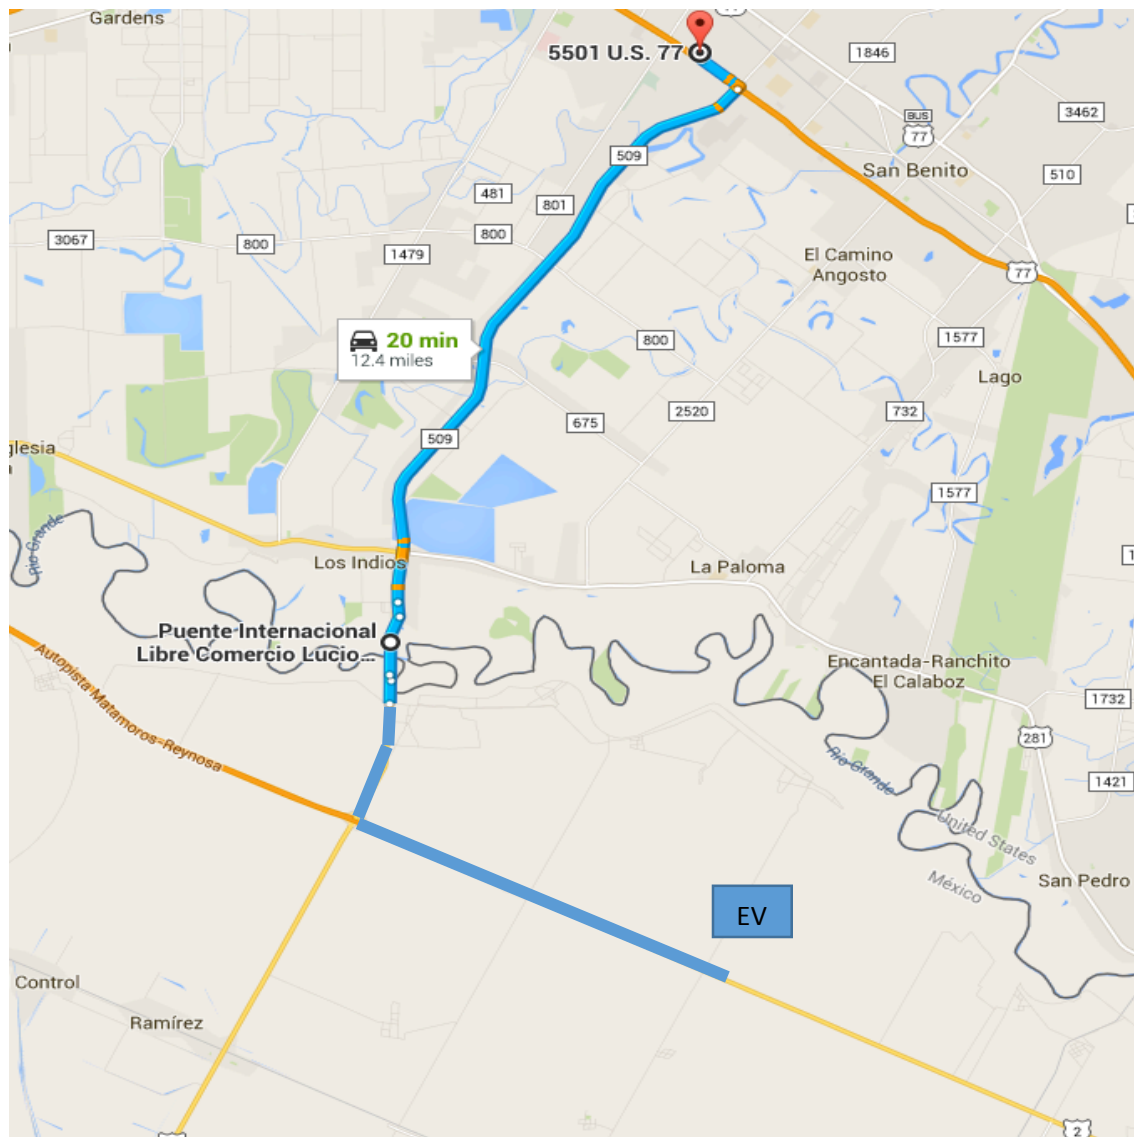 Gardens
5501 U.S. 77
1846
BUS
77
3462
509
San Benito
510
481
801
3067
800
1479
800
El Camino
Angosto
77
20 min
12.4 miles
800
1577
Lago
675
2520
732
509
glesia
1577
Rio Grande
Los Indios
La Paloma
Puente Internacional
Libre Comercio Lucio...
Encantada-Ranchito
El Calaboz
Autopista Matamoros-Reynosa
1732
281
Rio Grande
1421
United States
México
San Pedro
EV
Control
Ramírez
2